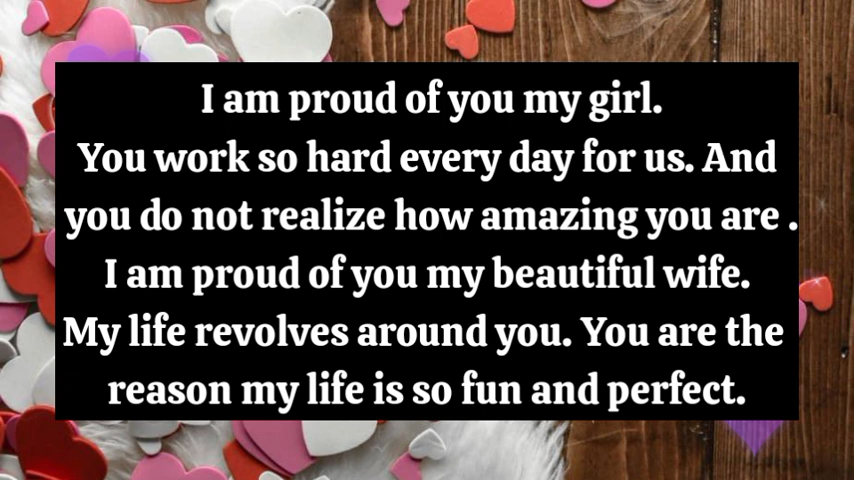 I am proud of you my girl.
You work so hard every day for us. And
you do not realize how amazing you are .
I am proud of you my beautiful wife.
My life revolves around you. You are the
reason my life is so fun and perfect.